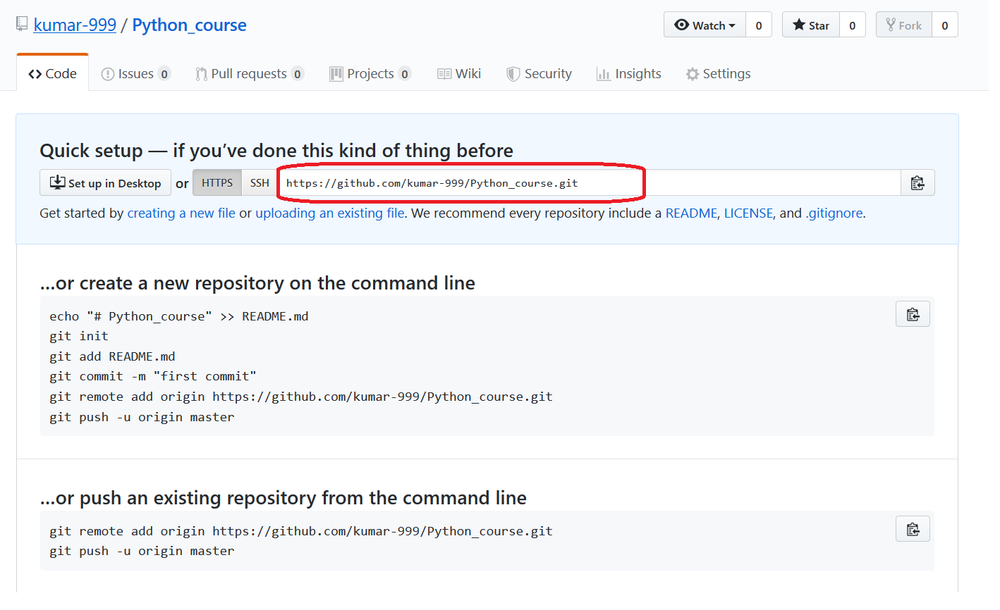 kumar-999 / Python_course
Watch 0 Star 0 Fork 0
Code Issues 0 Pull requests 0 Projects 0 Wiki Security Insights Settings
Quick setup — if you’ve done this kind of thing before
Set up in Desktop or HTTPS SSH https://github.com/kumar-999/Python_course.git
Get started by creating a new file or uploading an existing file. We recommend every repository include a README, LICENSE, and .gitignore.
…or create a new repository on the command line
echo "# Python_course" >> README.md
git init
git add README.md
git commit -m "first commit"
git remote add origin https://github.com/kumar-999/Python_course.git
git push -u origin master
…or push an existing repository from the command line
git remote add origin https://github.com/kumar-999/Python_course.git
git push -u origin master